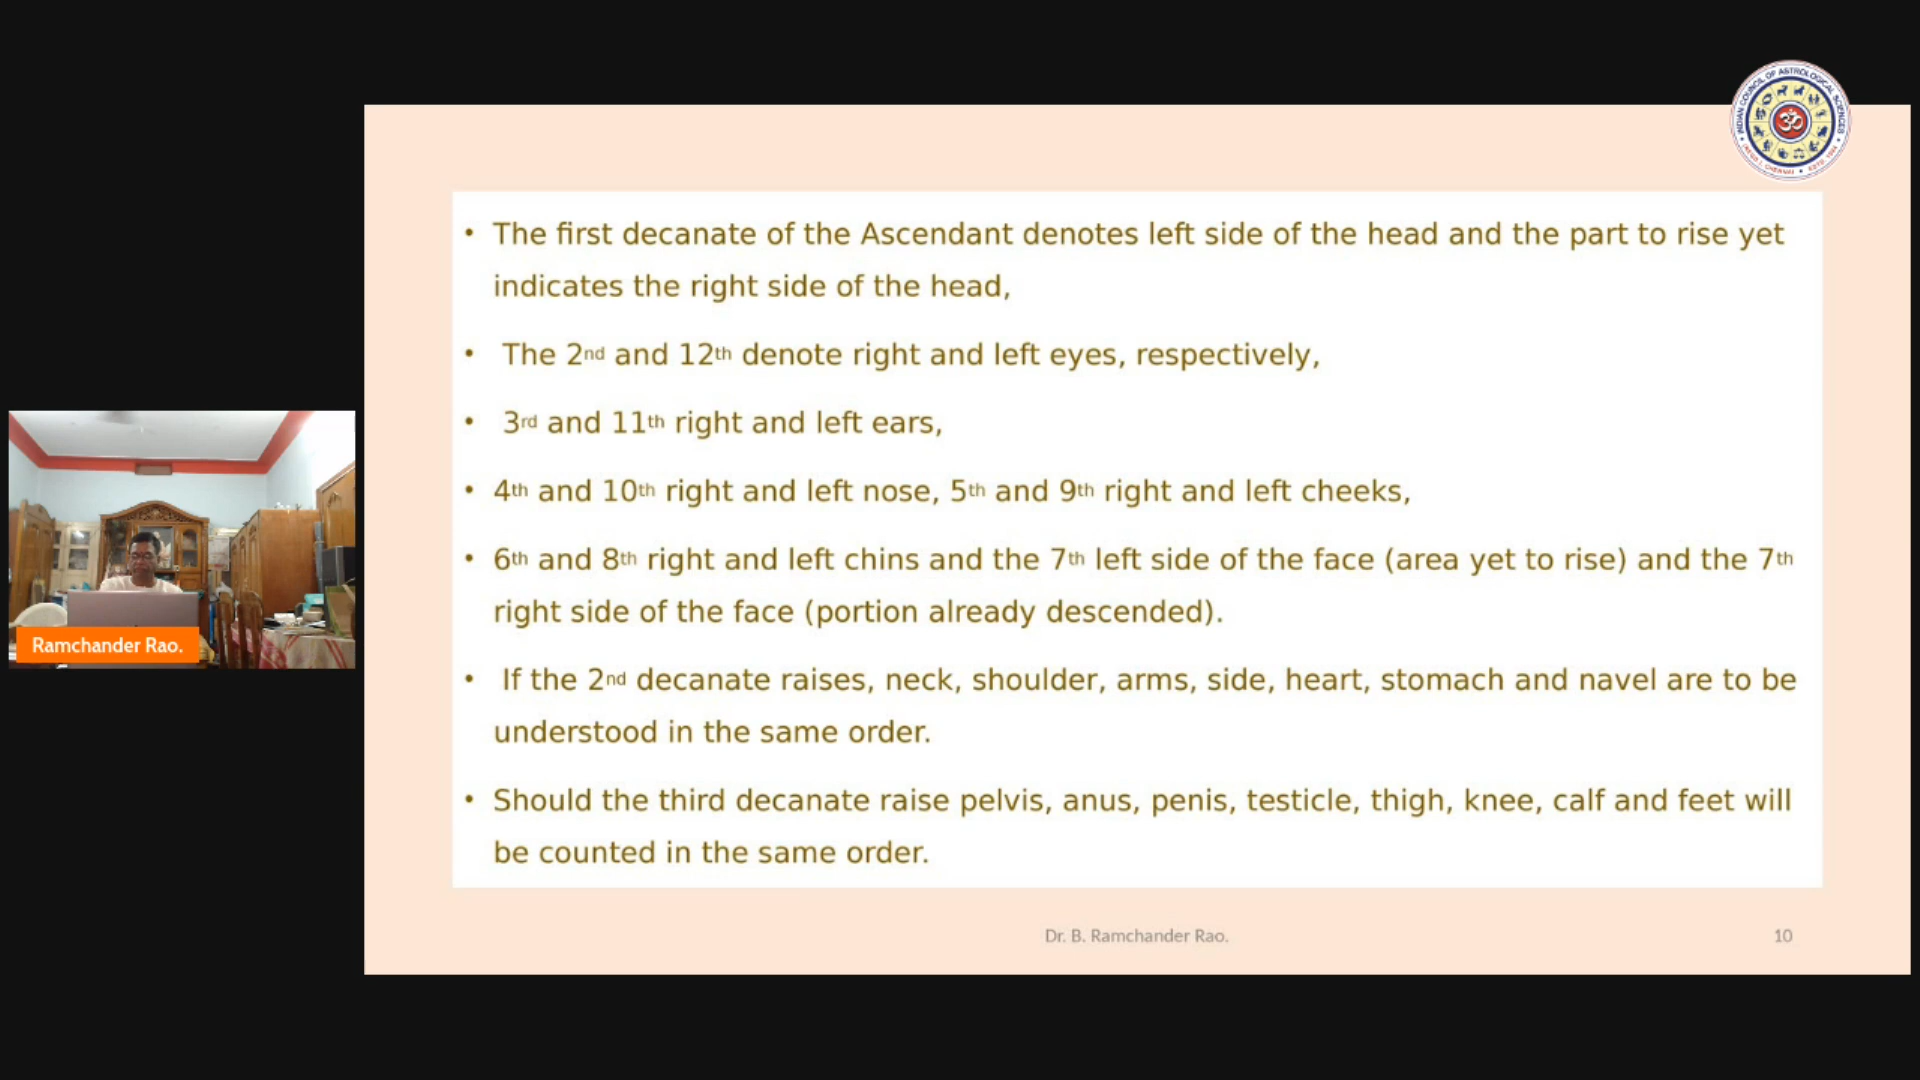 INDIAN COUNCIL OF ASTROLOGICAL SCIENCES
The first decanate of the Ascendant denotes left side of the head and the part to rise yet
indicates the right side of the head,
The 2nd and 12th denote right and left eyes, respectively,
3rd and 11th right and left ears,
4th and 10th right and left nose, 5th and 9th right and left cheeks,
6th and 8th right and left chins and the 7th left side of the face (area yet to rise) and the 7th
right side of the face (portion already descended).
If the 2nd decanate raises, neck, shoulder, arms, side, heart, stomach and navel are to be
understood in the same order.
Should the third decanate raise pelvis, anus, penis, testicle, thigh, knee, calf and feet will
be counted in the same order.
Ramchander Rao.
Dr. B. Ramchander Rao.
10